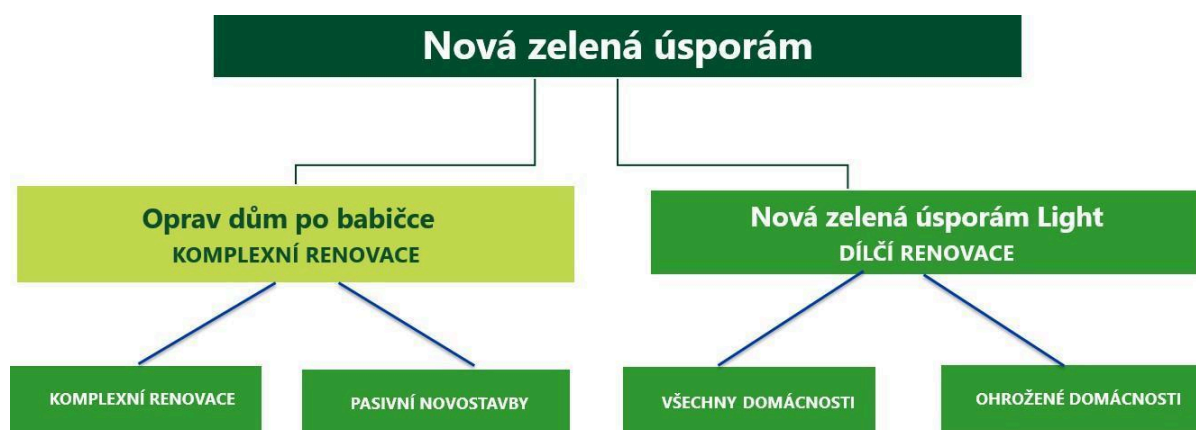 Nová zelená úsporám
Oprav dům po babičce
KOMPLEXNÍ RENOVACE
Nová zelená úsporám Light
DÍLČÍ RENOVACE
KOMPLEXNÍ RENOVACE
PASIVNÍ NOVOSTAVBY
VŠECHNY DOMÁCNOSTI
OHROŽENÉ DOMÁCNOSTI